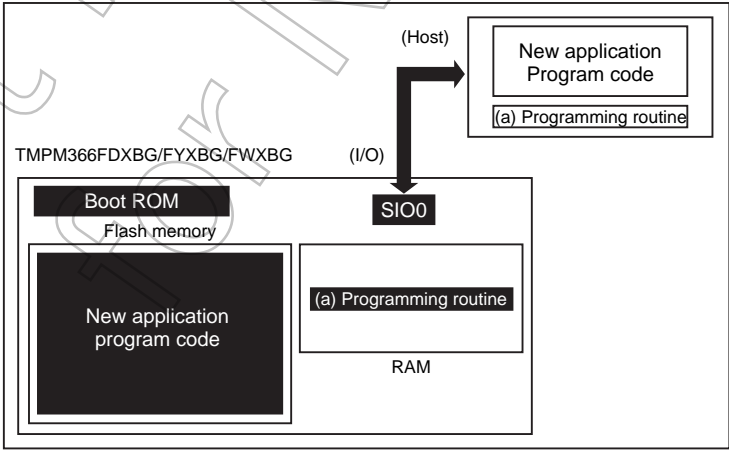 (Host)
New application
Program code
(a) Programming routine
TMPM366FDXBG/FYXBG/FWXBG
(I/O)
Boot ROM
SIO0
Flash memory
New application
program code
(a) Programming routine
RAM